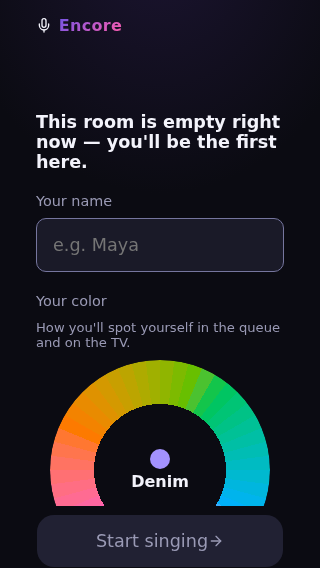 Encore
This room is empty right
now — you'll be the first
here.
Your name
e.g. Maya
Your color
How you'll spot yourself in the queue
and on the TV.
Denim
Start singing→